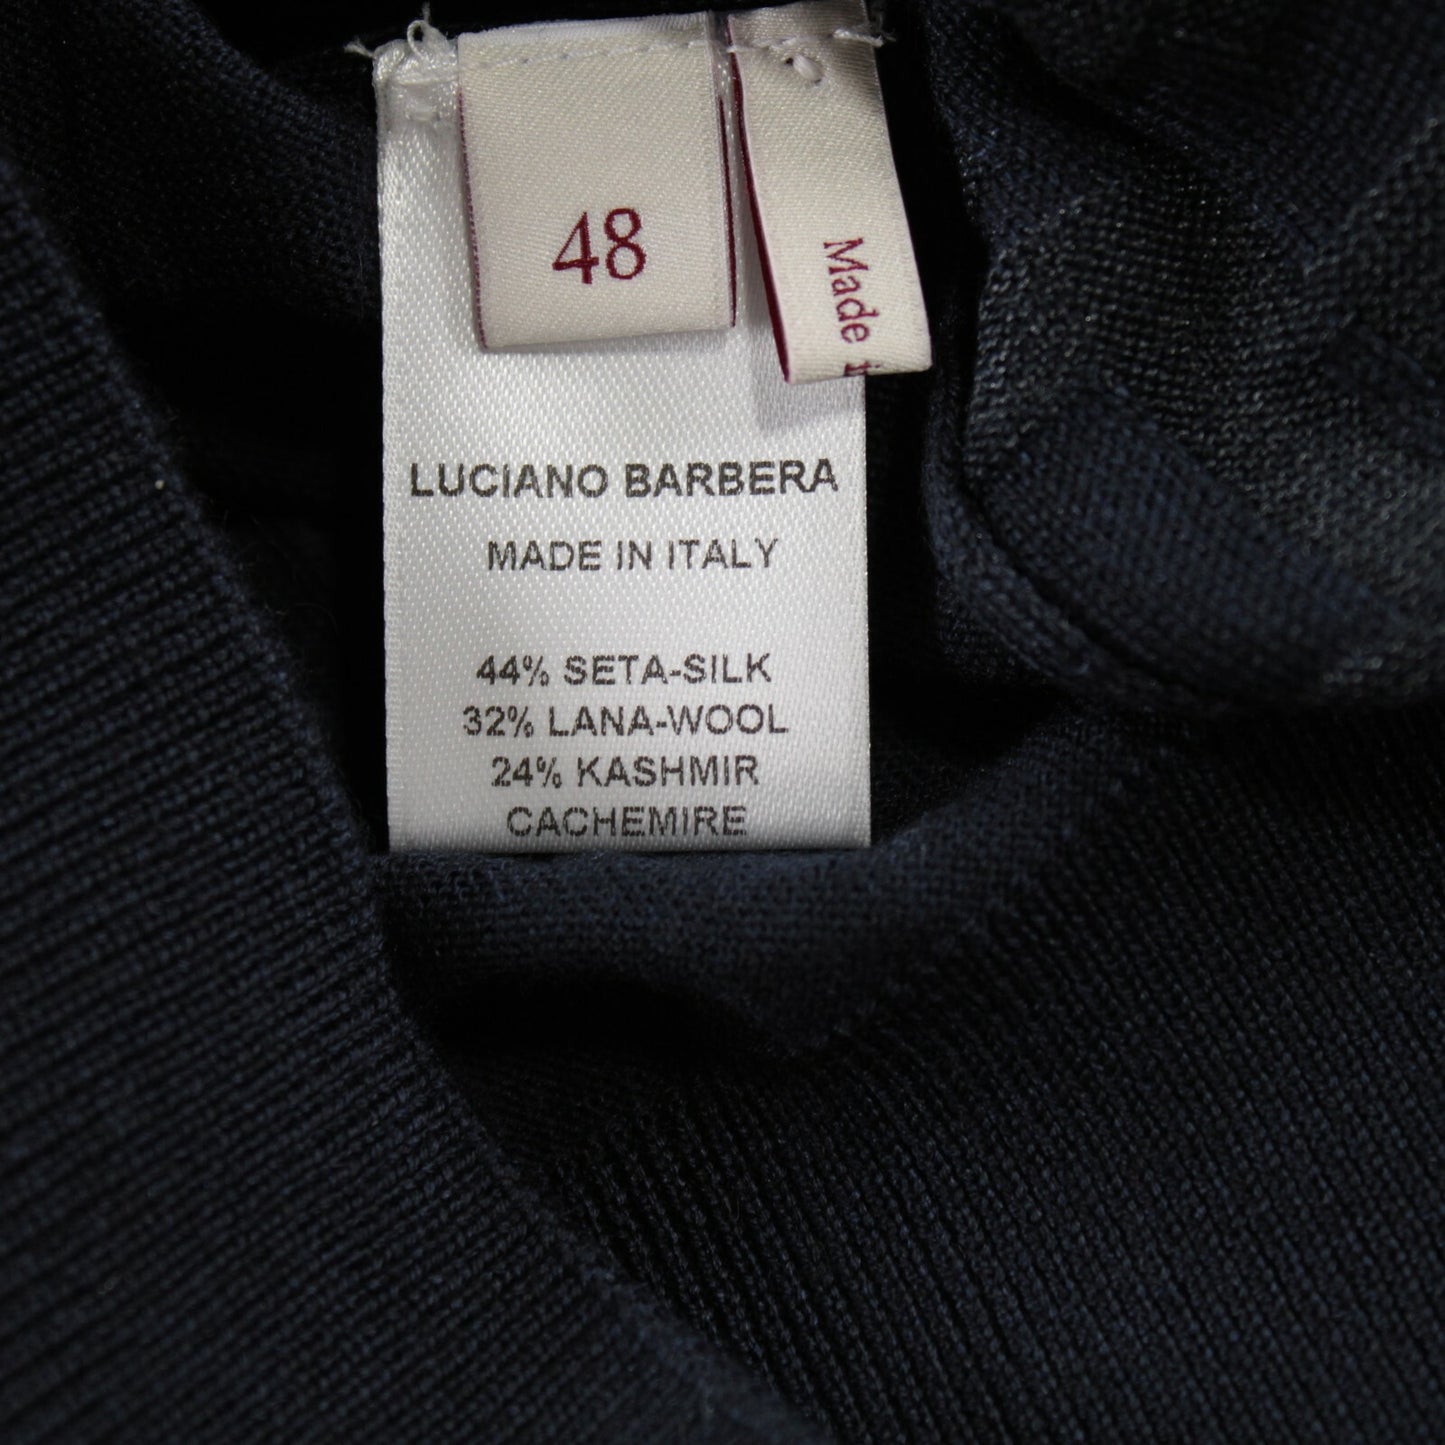 48
Made
LUCIANO BARBERA
MADE IN ITALY
44% SETA-SILK
32% LANA-WOOL
24% KASHMIR
CACHEMIRE